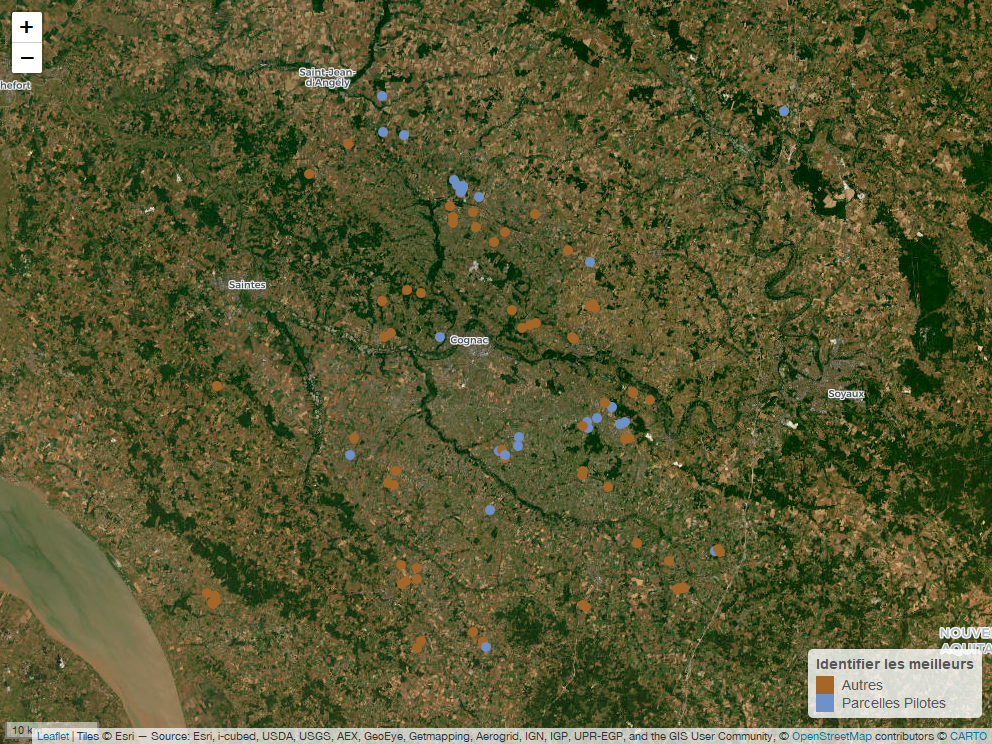 +
−
Saint-Jean-
d'Angély
hefort
Saintes
Cognac
Soyaux
NOUVE
AQUITA
Identifier les meilleurs
Autres
Parcelles Pilotes
10 k
Leaflet | Tiles © Esri — Source: Esri, i-cubed, USDA, USGS, AEX, GeoEye, Getmapping, Aerogrid, IGN, IGP, UPR-EGP, and the GIS User Community, © OpenStreetMap contributors © CARTO